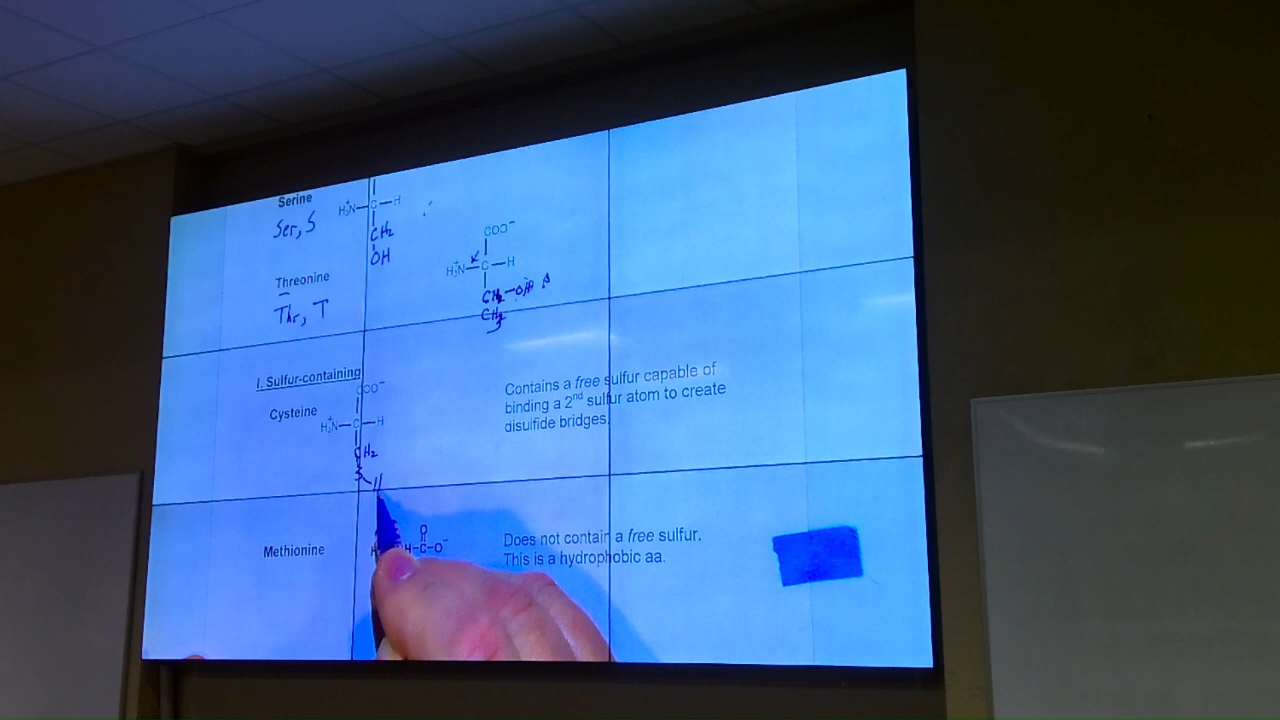 Serine
H₃N⁺—C—H
Ser, S
CH₂
OH
COO⁻
H₃N⁺—C—H
Threonine
Thr, T
CH₃
I. Sulfur-containing
COO⁻
Cysteine
H₃N⁺—C—H
CH₂
S
H
Contains a free sulfur capable of
binding a 2nd sulfur atom to create
disulfide bridges.
Methionine
O
H–C–O⁻
Does not contain a free sulfur.
This is a hydrophobic aa.